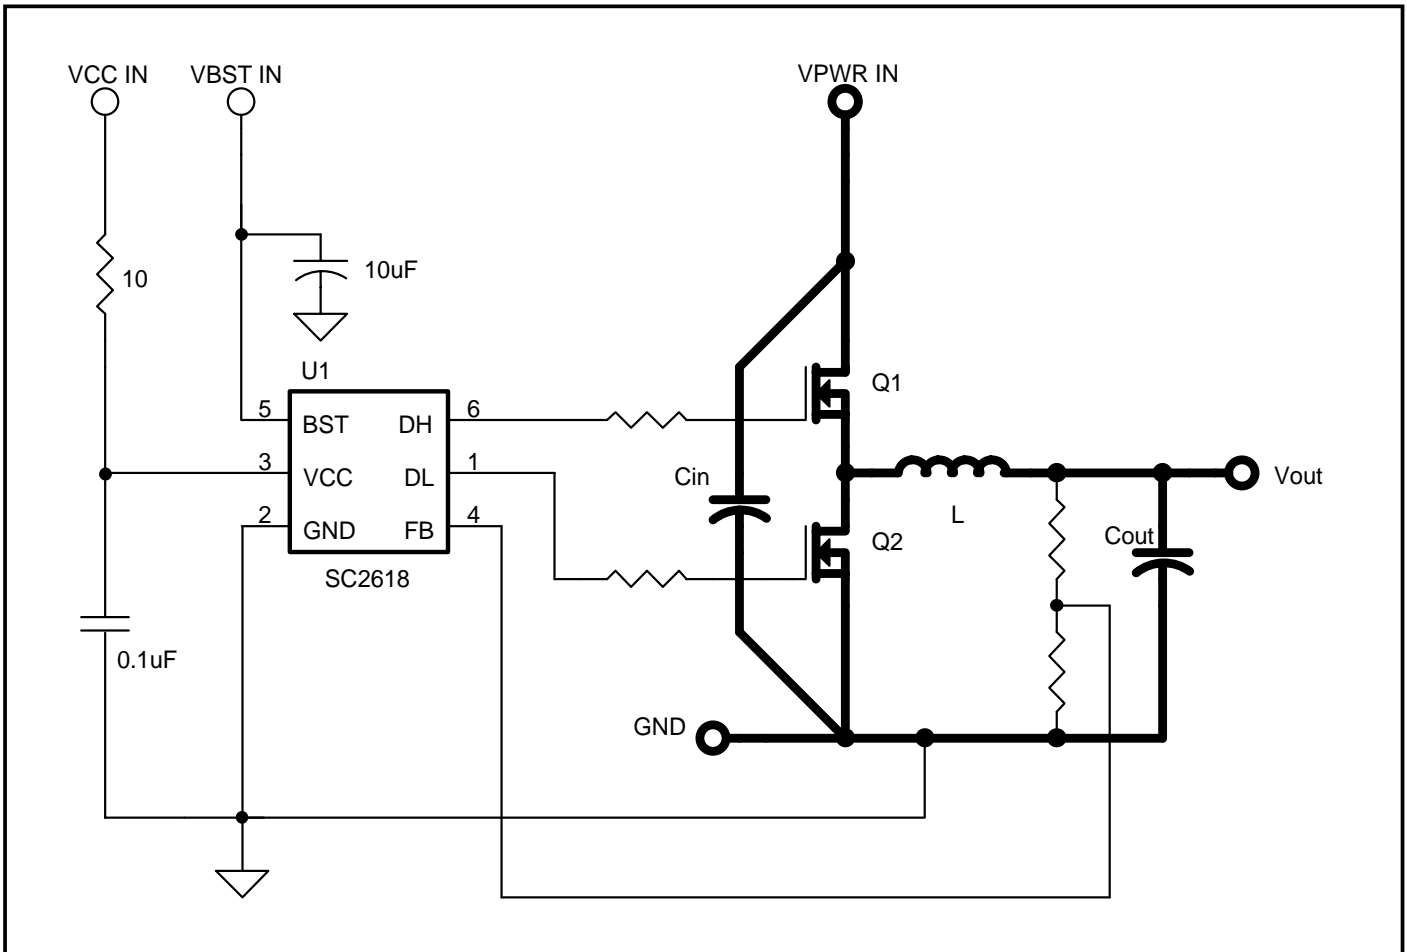 VCC IN
VBST IN
VPWR IN
10
10uF
U1
Q1
5
BST
DH
6
3
VCC
DL
1
2
GND
FB
4
SC2618
Cin
L
Vout
Q2
Cout
0.1uF
GND